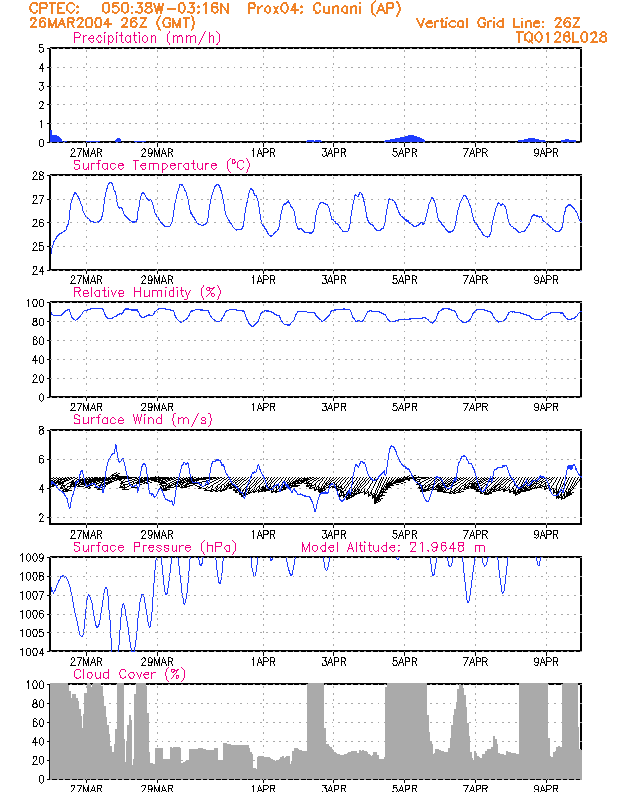 CPTEC: 050:38W-03:16N Prox04: Cunani (AP)
26MAR2004 26Z (GMT) Vertical Grid Line: 26Z
Precipitation (mm/h) TQ0126L028
5
4
3
2
1
0
27MAR 29MAR 1APR 3APR 5APR 7APR 9APR
Surface Temperature (ºC)
28
27
26
25
24
27MAR 29MAR 1APR 3APR 5APR 7APR 9APR
Relative Humidity (%)
100
80
60
40
20
0
27MAR 29MAR 1APR 3APR 5APR 7APR 9APR
Surface Wind (m/s)
8
6
4
2
27MAR 29MAR 1APR 3APR 5APR 7APR 9APR
Surface Pressure (hPa) Model Altitude: 21.9648 m
1009
1008
1007
1006
1005
1004
27MAR 29MAR 1APR 3APR 5APR 7APR 9APR
Cloud Cover (%)
100
80
60
40
20
0
27MAR 29MAR 1APR 3APR 5APR 7APR 9APR